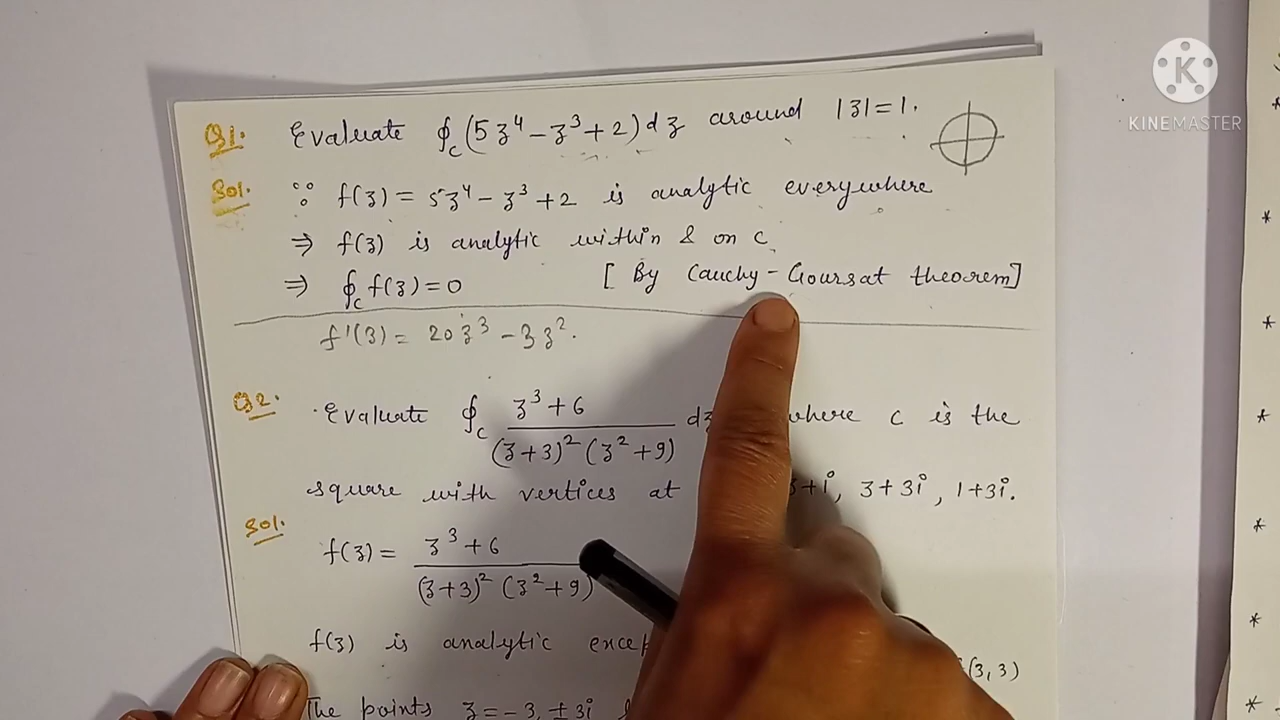 Q1. Evaluate ∮c (5z⁴ − z³ + 2) dz around |z| = 1.
Sol. ∵ f(z) = 5z⁴ − z³ + 2 is analytic everywhere
⇒ f(z) is analytic within & on c
⇒ ∮c f(z) = 0 [By Cauchy - Goursat theorem]
f'(z) = 20z³ − 3z².
Q2. Evaluate ∮c (z³ + 6) / ((z+3)² (z² + 9)) where c is the
square with vertices at 3+i, 3+3i, 1+3i.
Sol. f(z) = (z³ + 6) / ((z+3)² (z² + 9))
f(z) is analytic
(3,3)
The points z = −3, ±3i
KINEMASTER